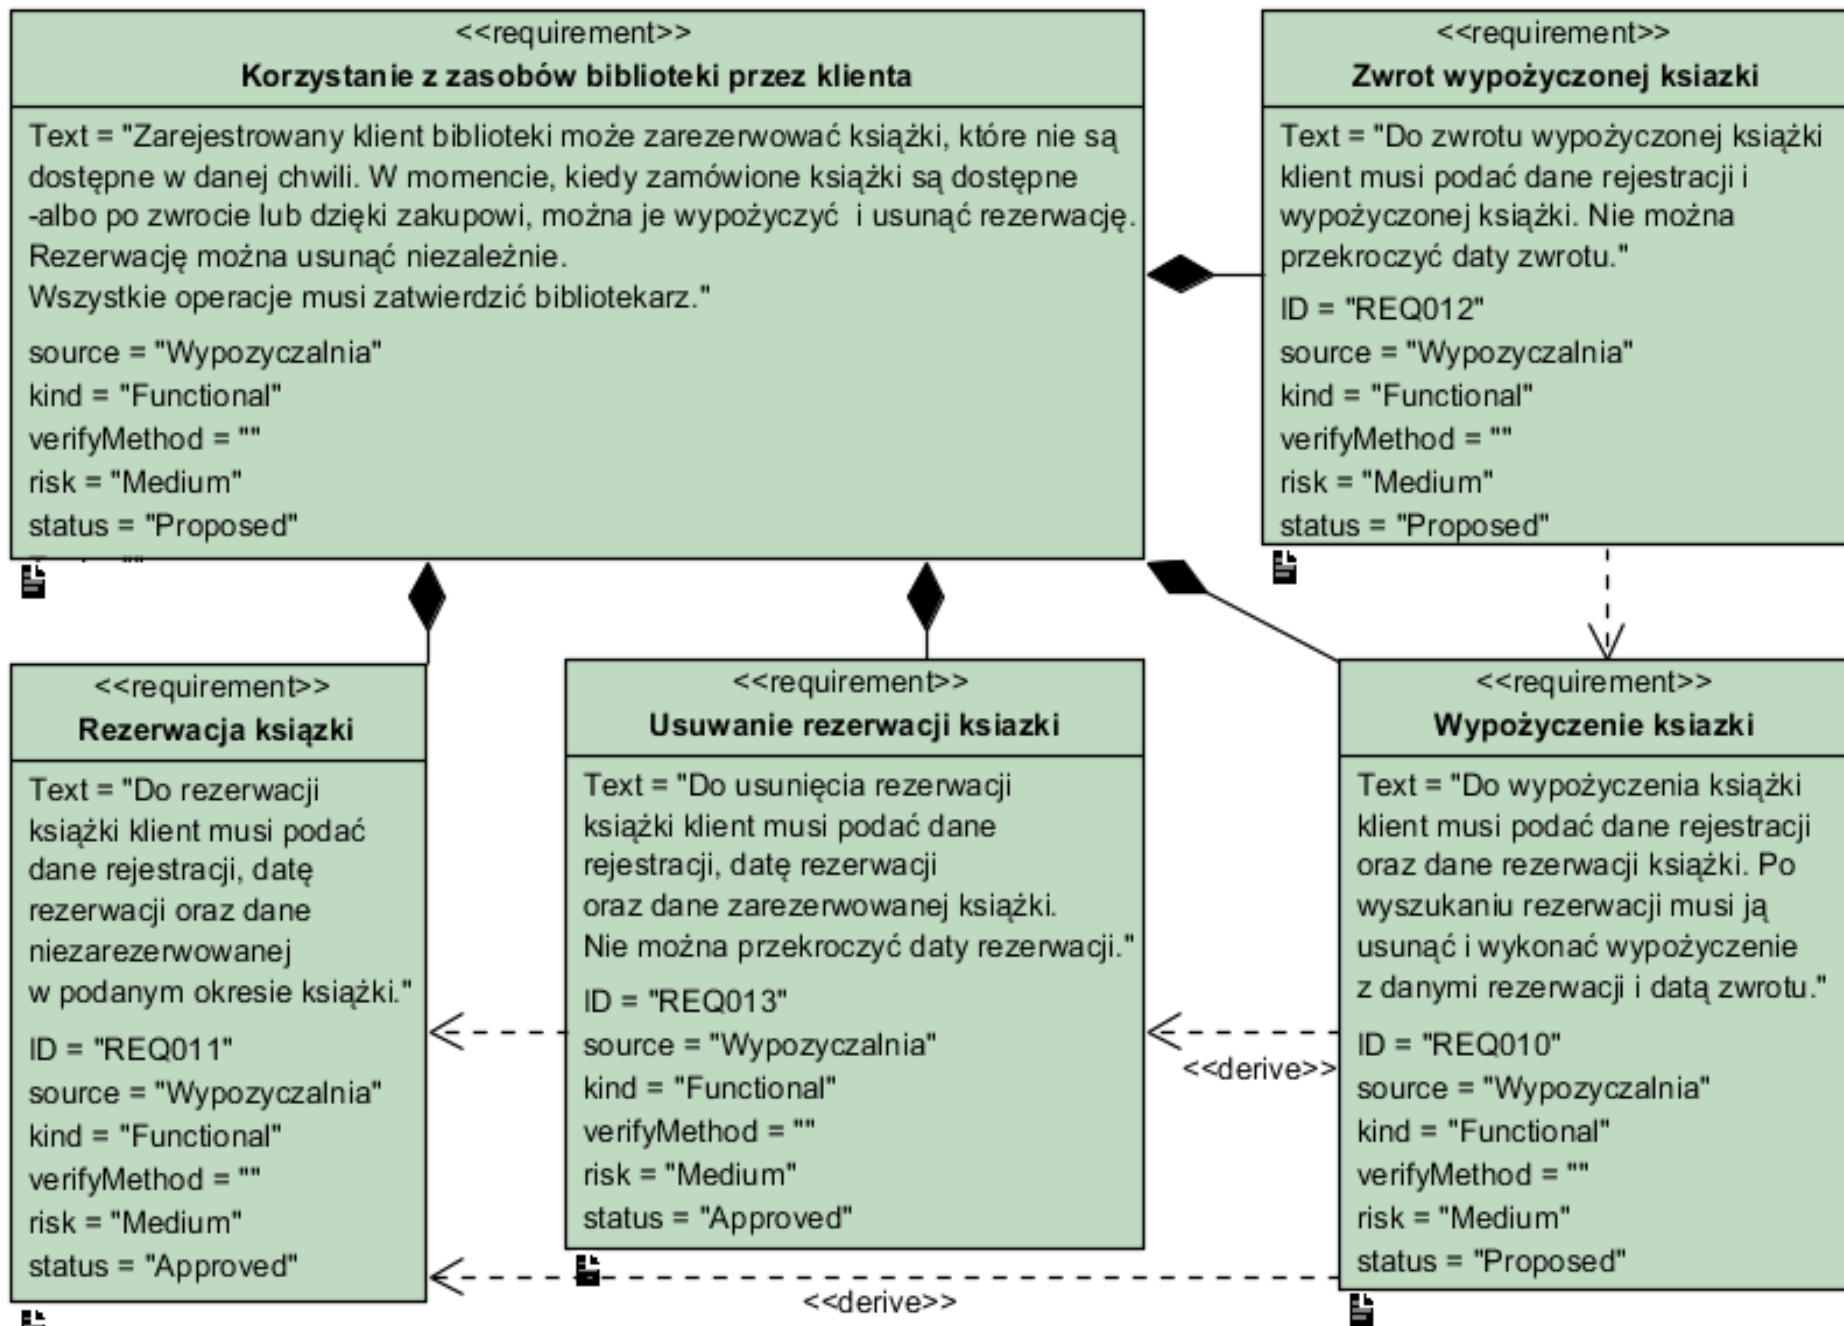 <<requirement>>
Korzystanie z zasobów biblioteki przez klienta
Text = "Zarejestrowany klient biblioteki może zarezerwować książki, które nie są
dostępne w danej chwili. W momencie, kiedy zamówione książki są dostępne
-albo po zwrocie lub dzięki zakupowi, można je wypożyczyć  i usunąć rezerwację.
Rezerwację można usunąć niezależnie.
Wszystkie operacje musi zatwierdzić bibliotekarz."
source = "Wypozyczalnia"
kind = "Functional"
verifyMethod = ""
risk = "Medium"
status = "Proposed"
<<requirement>>
Zwrot wypożyczonej ksiazki
Text = "Do zwrotu wypożyczonej książki
klient musi podać dane rejestracji i
wypożyczonej książki. Nie można
przekroczyć daty zwrotu."
ID = "REQ012"
source = "Wypozyczalnia"
kind = "Functional"
verifyMethod = ""
risk = "Medium"
status = "Proposed"
<<requirement>>
Rezerwacja ksiązki
Text = "Do rezerwacji
książki klient musi podać
dane rejestracji, datę
rezerwacji oraz dane
niezarezerwowanej
w podanym okresie książki."
ID = "REQ011"
source = "Wypozyczalnia"
kind = "Functional"
verifyMethod = ""
risk = "Medium"
status = "Approved"
<<requirement>>
Usuwanie rezerwacji ksiazki
Text = "Do usunięcia rezerwacji
książki klient musi podać dane
rejestracji, datę rezerwacji
oraz dane zarezerwowanej książki.
Nie można przekroczyć daty rezerwacji."
ID = "REQ013"
source = "Wypozyczalnia"
kind = "Functional"
verifyMethod = ""
risk = "Medium"
status = "Approved"
<<derive>>
<<requirement>>
Wypożyczenie ksiazki
Text = "Do wypożyczenia książki
klient musi podać dane rejestracji
oraz dane rezerwacji książki. Po
wyszukaniu rezerwacji musi ją
usunąć i wykonać wypożyczenie
z danymi rezerwacji i datą zwrotu."
ID = "REQ010"
source = "Wypozyczalnia"
kind = "Functional"
verifyMethod = ""
risk = "Medium"
status = "Proposed"
<<derive>>